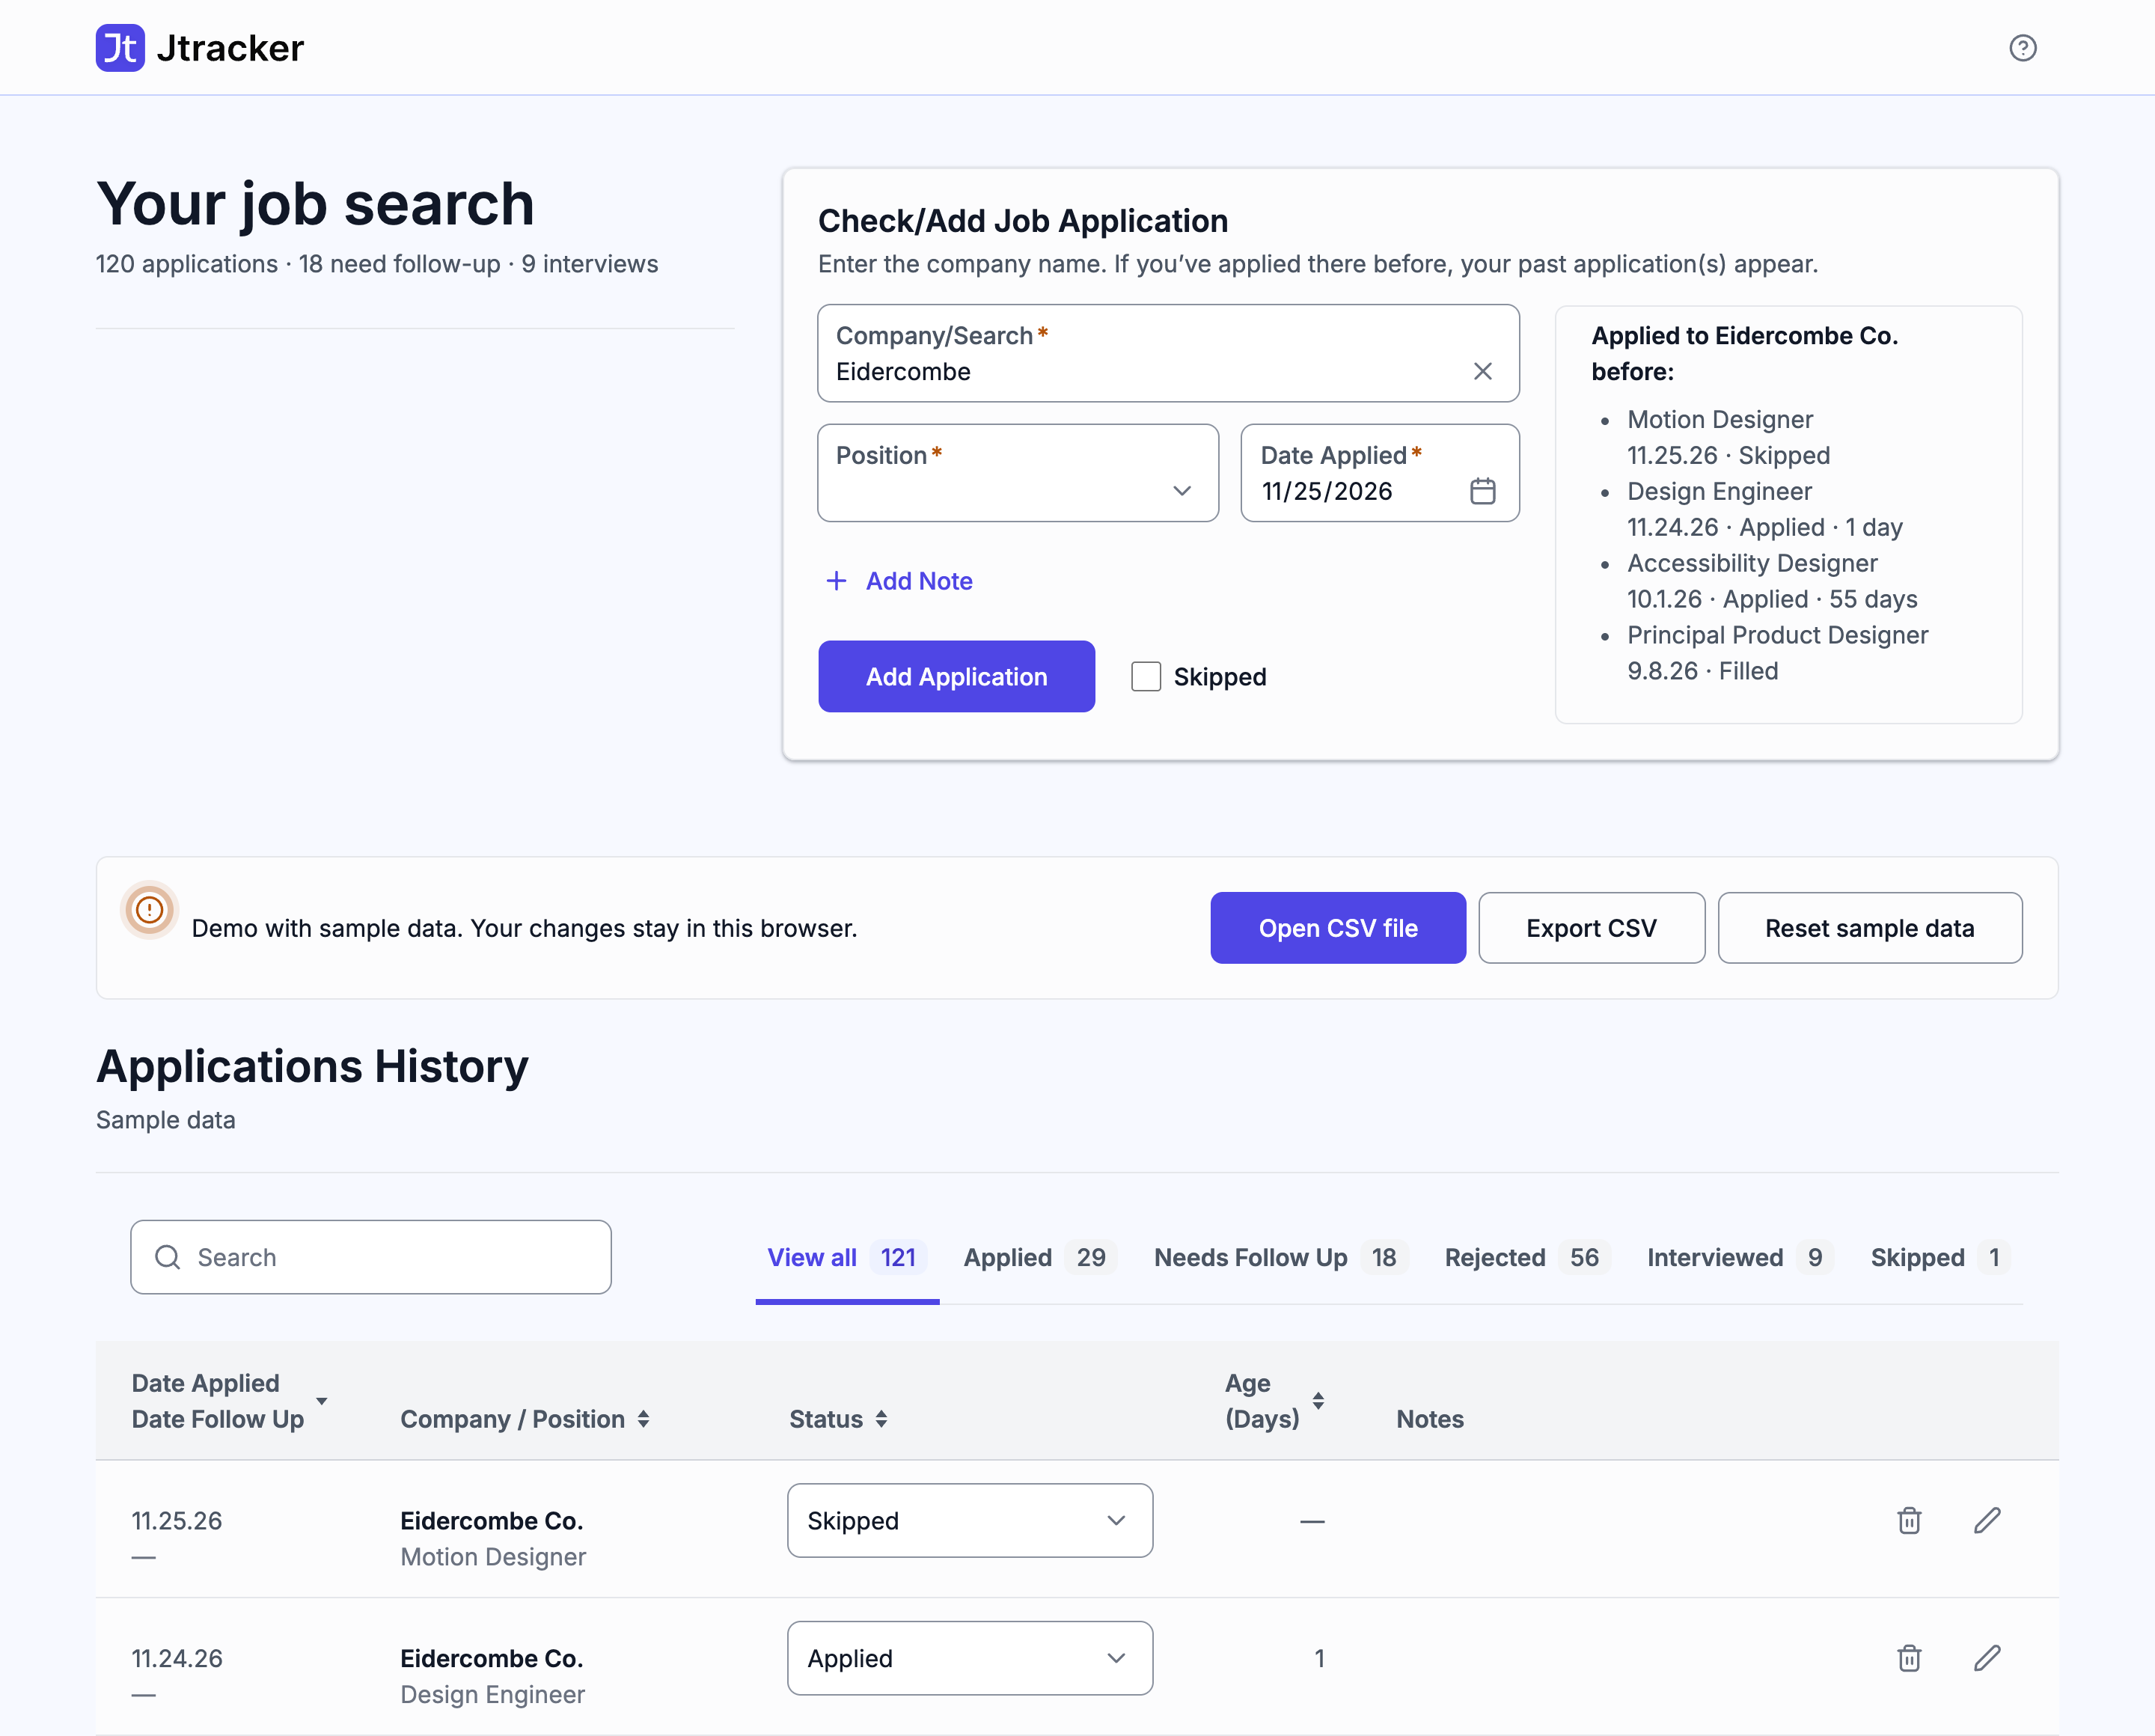 Jt Jtracker
Your job search
120 applications · 18 need follow-up · 9 interviews
Check/Add Job Application
Enter the company name. If you’ve applied there before, your past application(s) appear.
Company/Search*
Eidercombe
Position*
Date Applied*
11/25/2026
Add Note
Add Application
Skipped
Applied to Eidercombe Co.
before:
• Motion Designer
11.25.26 · Skipped
• Design Engineer
11.24.26 · Applied · 1 day
• Accessibility Designer
10.1.26 · Applied · 55 days
• Principal Product Designer
9.8.26 · Filled
Demo with sample data. Your changes stay in this browser.
Open CSV file
Export CSV
Reset sample data
Applications History
Sample data
Search
View all 121
Applied 29
Needs Follow Up 18
Rejected 56
Interviewed 9
Skipped 1
Date Applied
Date Follow Up
Company / Position
Status
Age
(Days)
Notes
11.25.26
—
Eidercombe Co.
Motion Designer
Skipped
—
11.24.26
—
Eidercombe Co.
Design Engineer
Applied
1